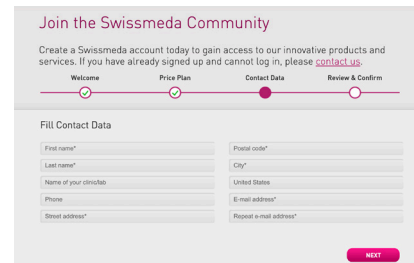 Join the Swissmeda Community
Create a Swissmeda account today to gain access to our innovative products and
services. If you have already signed up and cannot log in, please contact us.
Welcome
Price Plan
Contact Data
Review & Confirm
Fill Contact Data
First name*
Postal code*
Last name*
City*
Name of your clinic/lab
United States
Phone
E-mail address*
Street address*
Repeat e-mail address*
NEXT